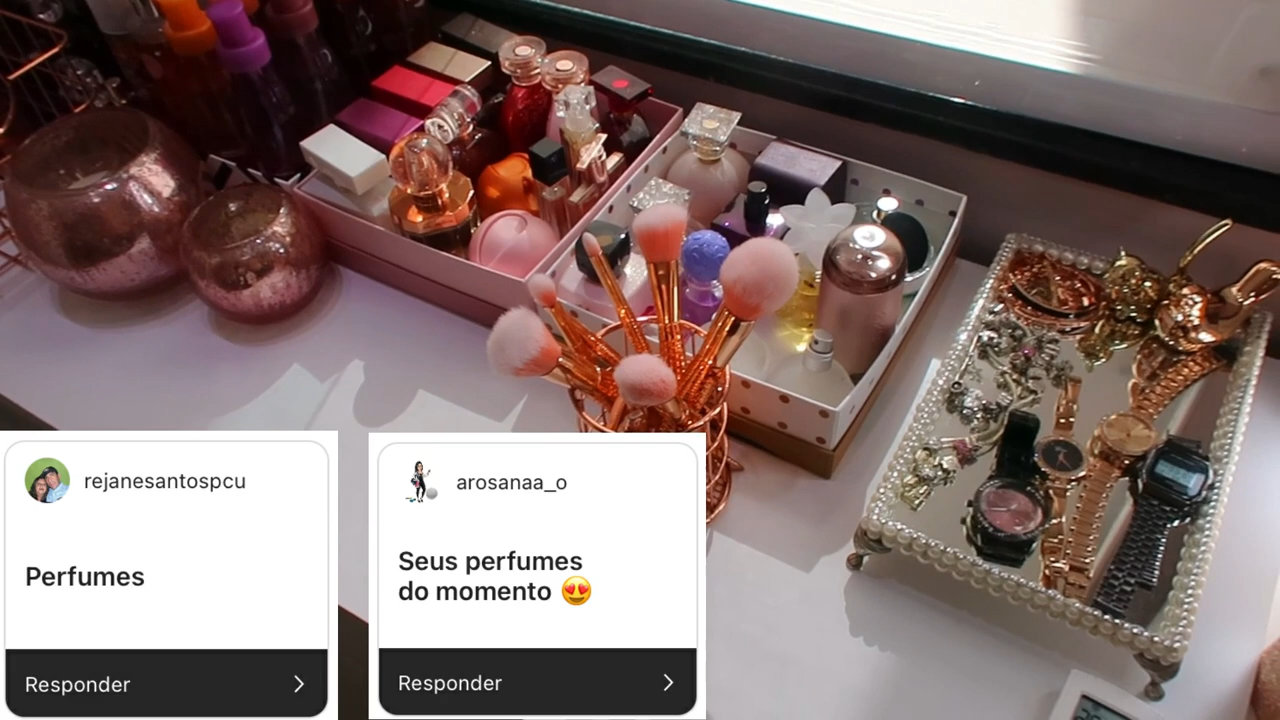 rejanesantospcu
Perfumes
Responder
arosanaa_o
Seus perfumes
do momento 😍
Responder